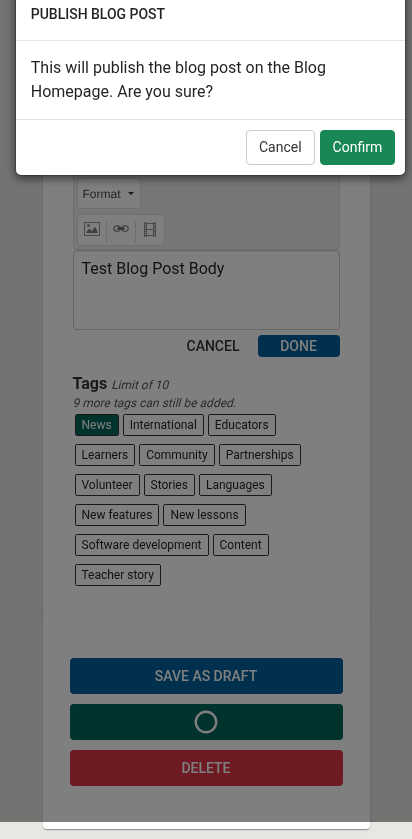 PUBLISH BLOG POST
This will publish the blog post on the Blog
Homepage. Are you sure?
Cancel Confirm
Format
Test Blog Post Body
CANCEL DONE
Tags Limit of 10
9 more tags can still be added.
News International Educators
Learners Community Partnerships
Volunteer Stories Languages
New features New lessons
Software development Content
Teacher story
SAVE AS DRAFT
DELETE